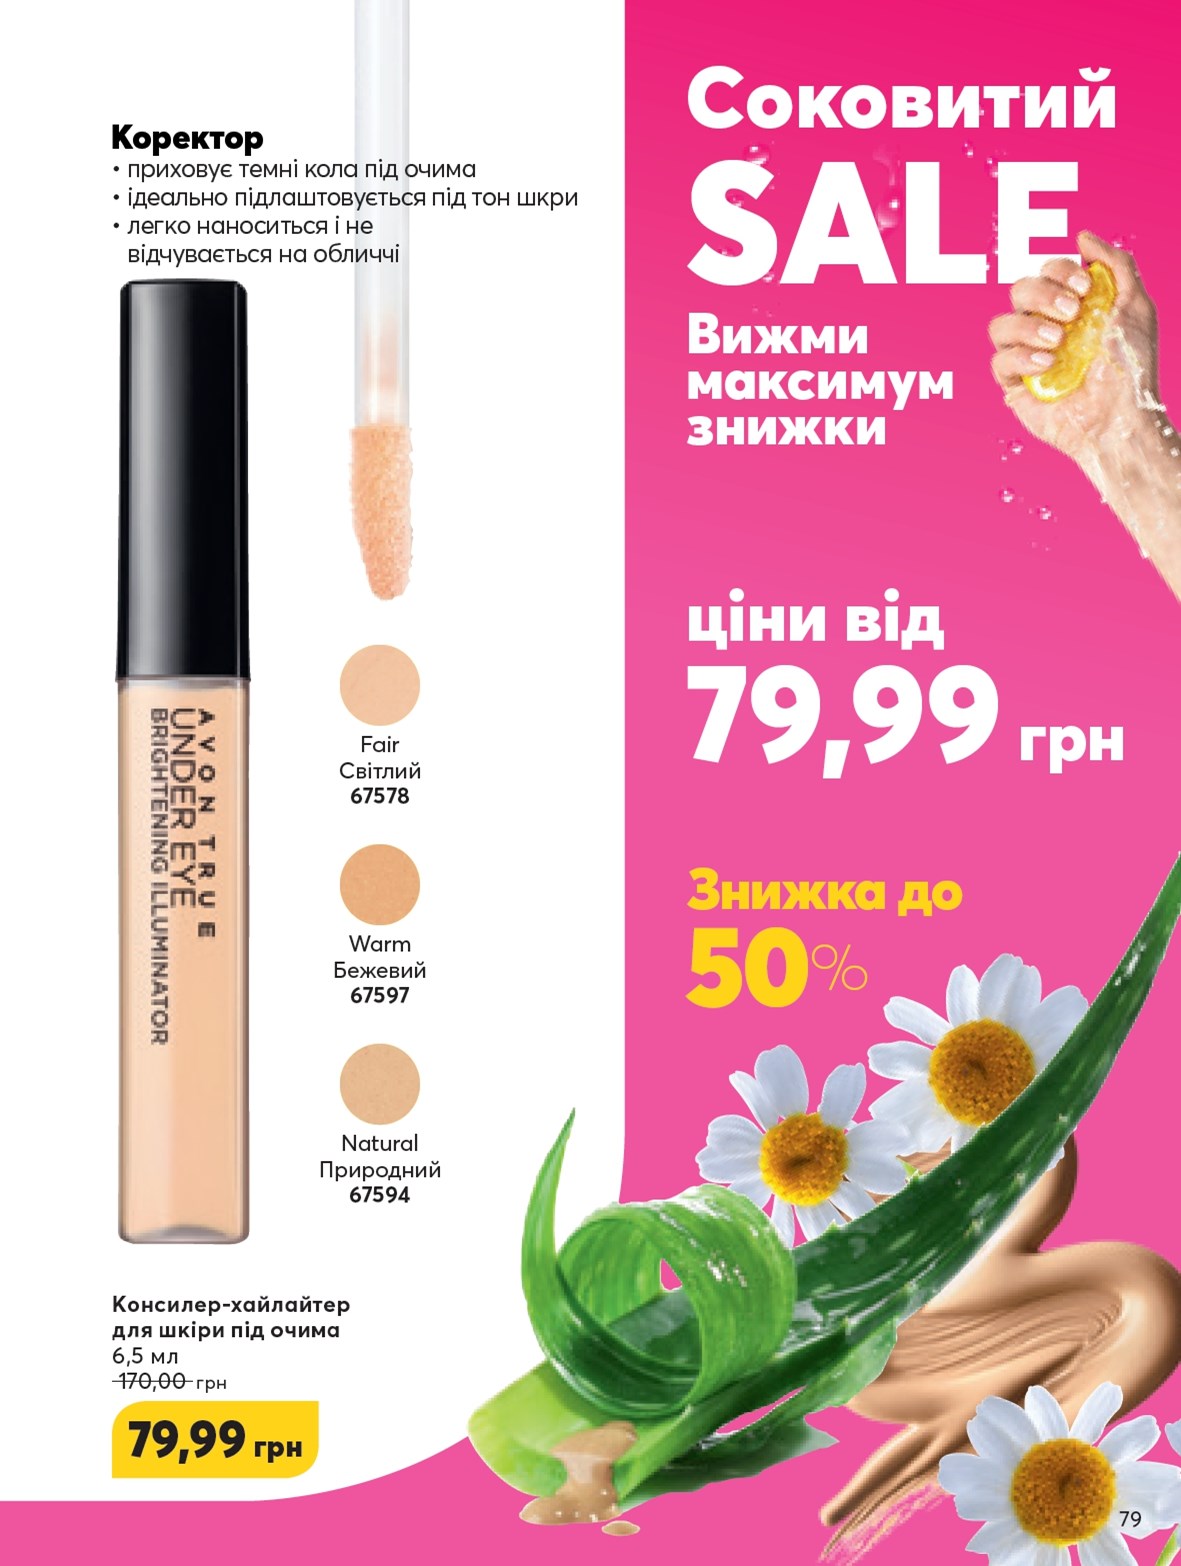 Коректор
• приховує темні кола під очима
• ідеально підлаштовується під тон шкри
• легко наноситься і не
відчувається на обличчі
AVON TRUE
UNDER EYE
BRIGHTENING ILLUMINATOR
Fair
Світлий
67578
Warm
Бежевий
67597
Natural
Природний
67594
Консилер-хайлайтер
для шкіри під очима
6,5 мл
170,00 грн
79,99 грн
Соковитий
SALE
Вижми
максимум
знижки
ціни від
79,99 грн
Знижка до
50%
79